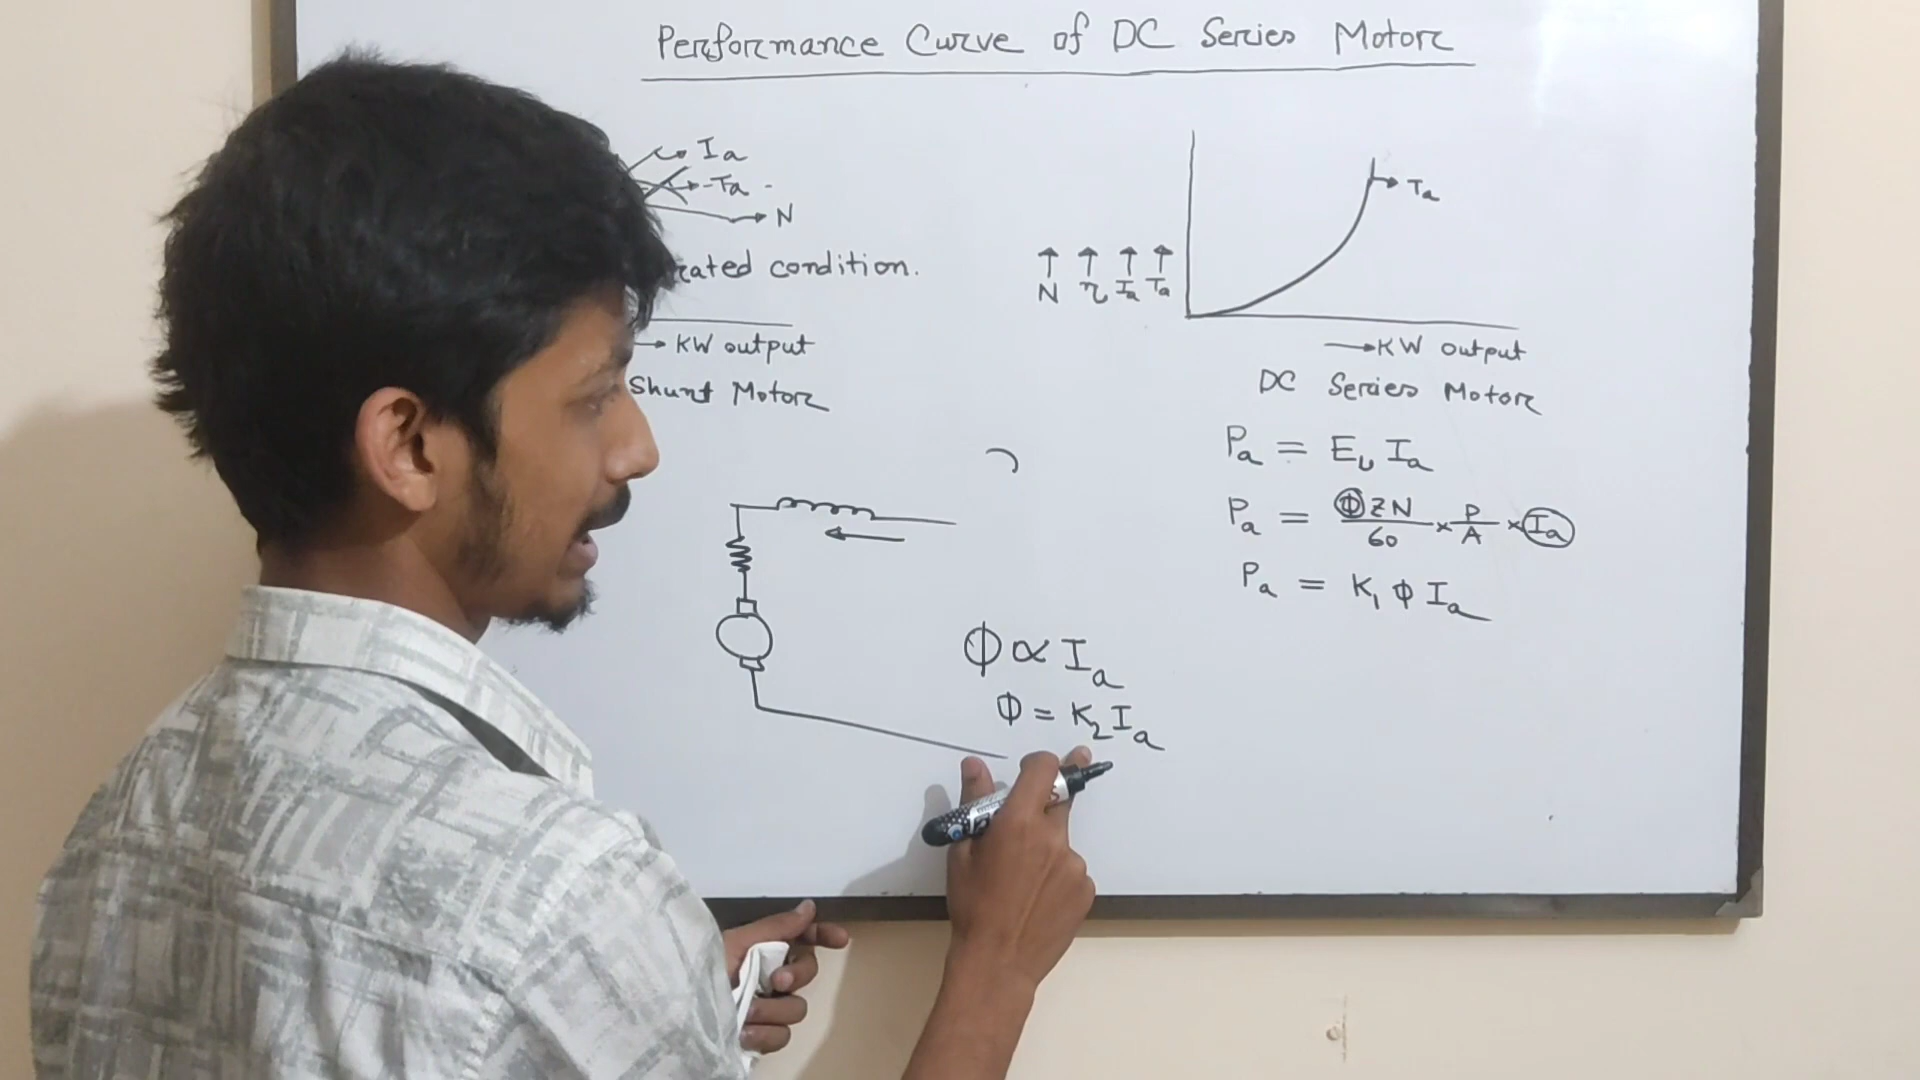 Performance Curve of DC Series Motor
Ia
Ta
N
rated condition.
KW output
Shunt Motor
Ta
N η Ia Ta
KW output
DC Series Motor
Pa = Eb Ia
Pa = ΦZN/60 × P/A × Ia
Pa = K1 Φ Ia
Φ ∝ Ia
Φ = K2 Ia